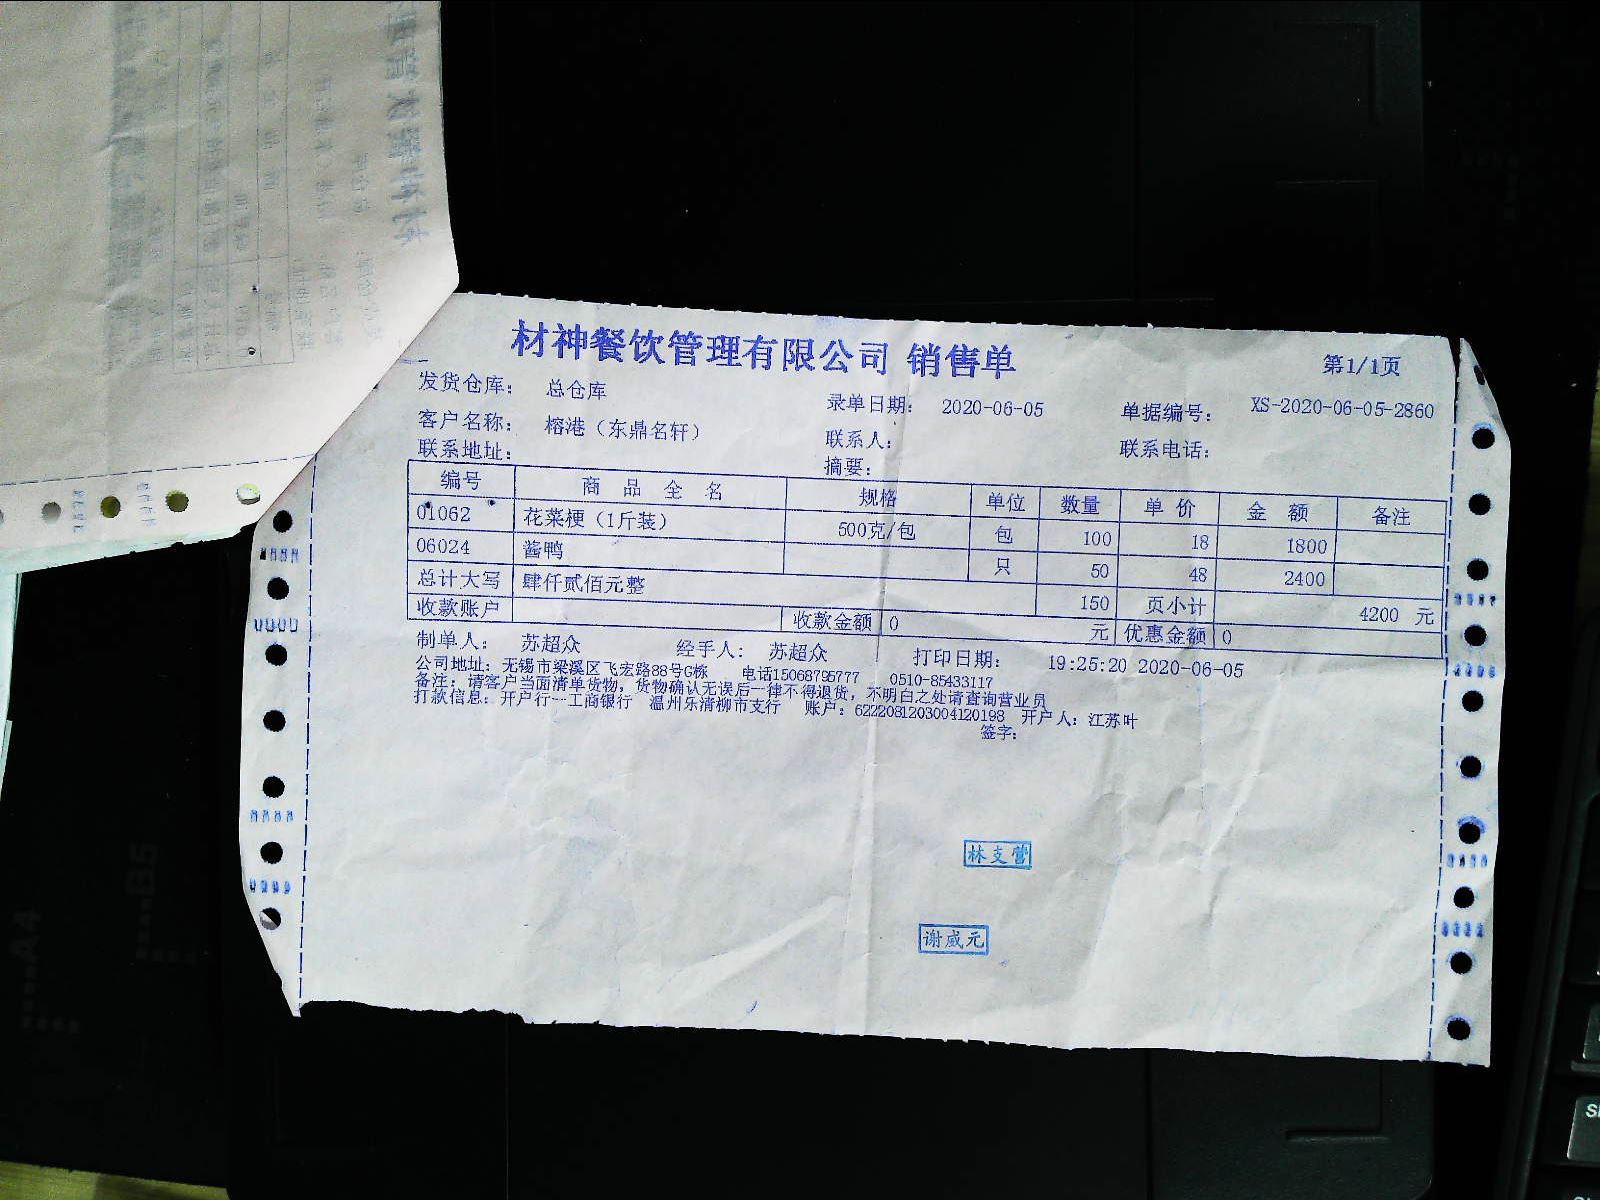 材神餐饮管理有限公司 销售单 第1/1页
发货仓库： 总仓库 录单日期： 2020-06-05 单据编号： XS-2020-06-05-2860
客户名称： 榕港（东鼎名轩） 联系人： 联系电话：
联系地址： 摘要：
编号 商品全名 规格 单位 数量 单价 金额 备注
01062 花菜梗（1斤装） 500克/包 包 100 18 1800
06024 酱鸭 只 50 48 2400
总计大写 肆仟贰佰元整 150 页小计 4200 元
收款账户 收款金额 0 元 优惠金额 0
制单人： 苏超众 经手人： 苏超众 打印日期： 19:25:20 2020-06-05
公司地址：无锡市梁溪区飞宏路88号G栋 电话15068795777 0510-85433117
备注：请客户当面清单货物，货物确认无误后一律不得退货，不明白之处请查询营业员
打款信息：开户行一工商银行 温州乐清柳市支行 账户：6222081203004120198 开户人：江苏叶
签字：
林支营
谢威元
A4
B5